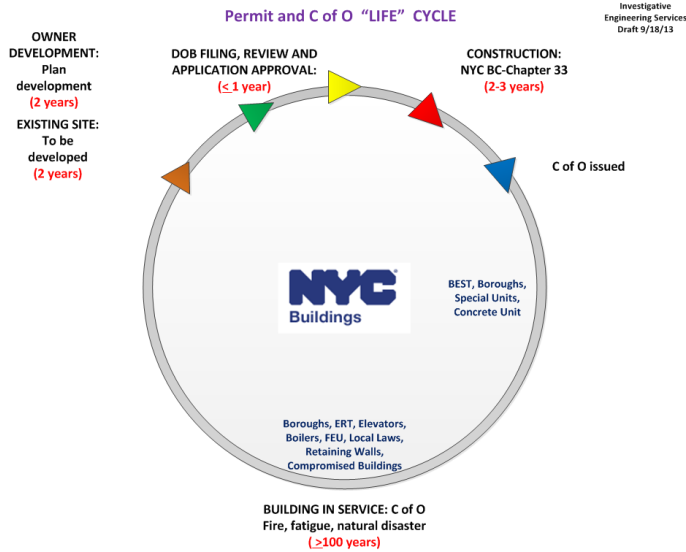 Permit and C of O “LIFE” CYCLE
Investigative
Engineering Services
Draft 9/18/13
OWNER
DEVELOPMENT:
Plan
development
(2 years)
EXISTING SITE:
To be
developed
(2 years)
DOB FILING, REVIEW AND
APPLICATION APPROVAL:
(< 1 year)
CONSTRUCTION:
NYC BC-Chapter 33
(2-3 years)
C of O issued
NYC®
Buildings
BEST, Boroughs,
Special Units,
Concrete Unit
Boroughs, ERT, Elevators,
Boilers, FEU, Local Laws,
Retaining Walls,
Compromised Buildings
BUILDING IN SERVICE: C of O
Fire, fatigue, natural disaster
( >100 years)